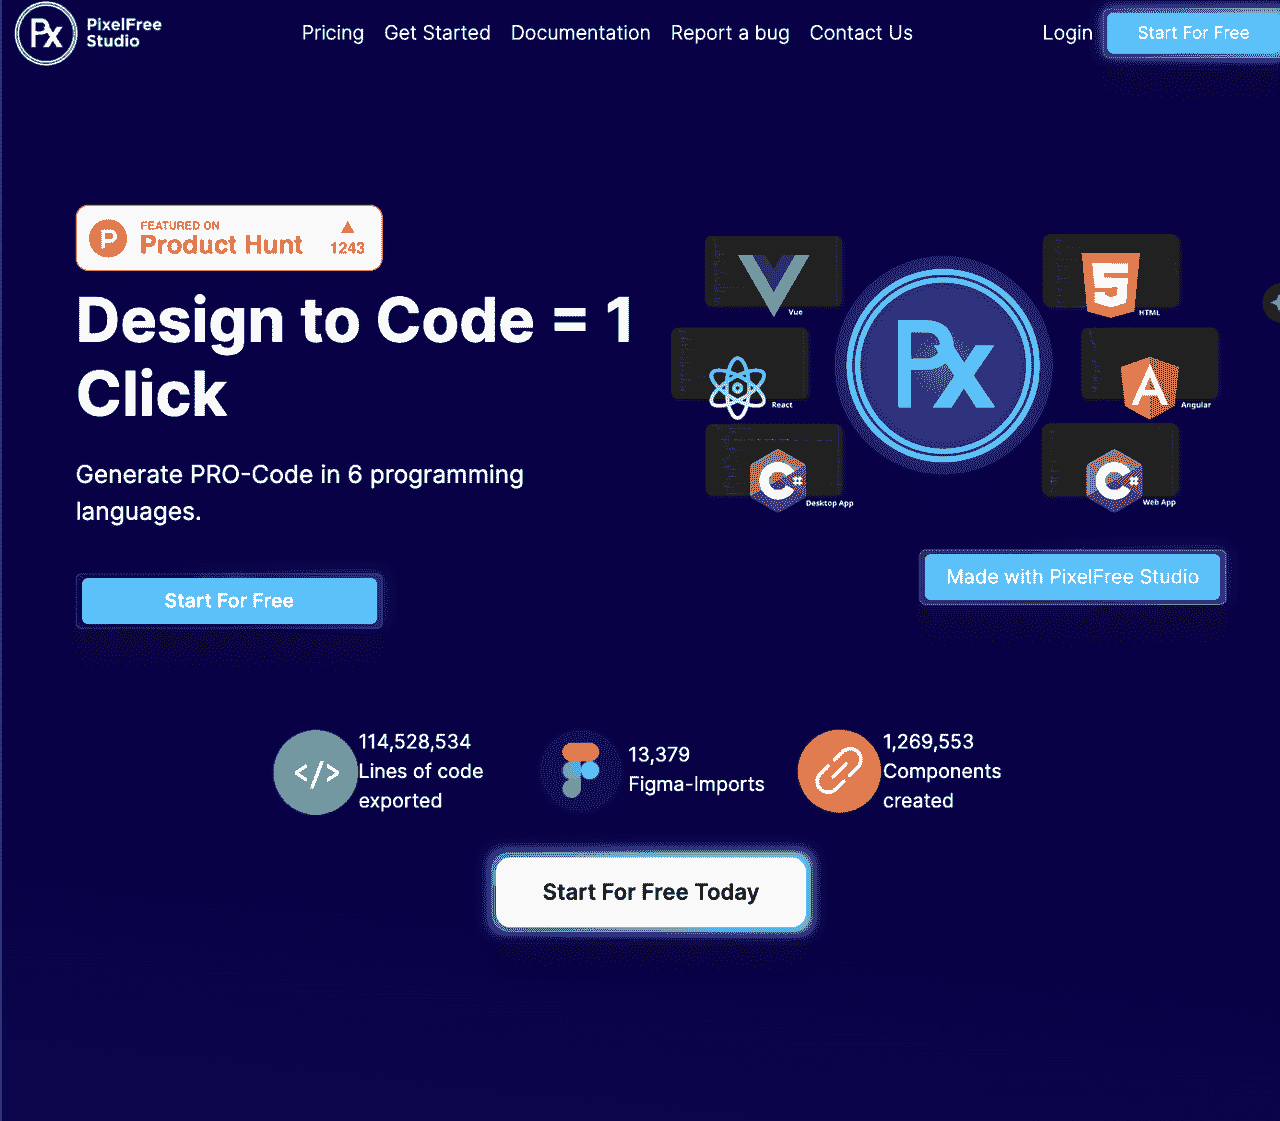 Px
PixelFree
Studio
Pricing
Get Started
Documentation
Report a bug
Contact Us
Login
Start For Free
P
FEATURED ON
Product Hunt
1243
Design to Code = 1
Click
Generate PRO-Code in 6 programming
languages.
Start For Free
Vue
React
C#
Desktop App
Px
5
HTML
A
Angular
C#
Web App
Made with PixelFree Studio
</>
114,528,534
Lines of code
exported
13,379
Figma-Imports
1,269,553
Components
created
Start For Free Today